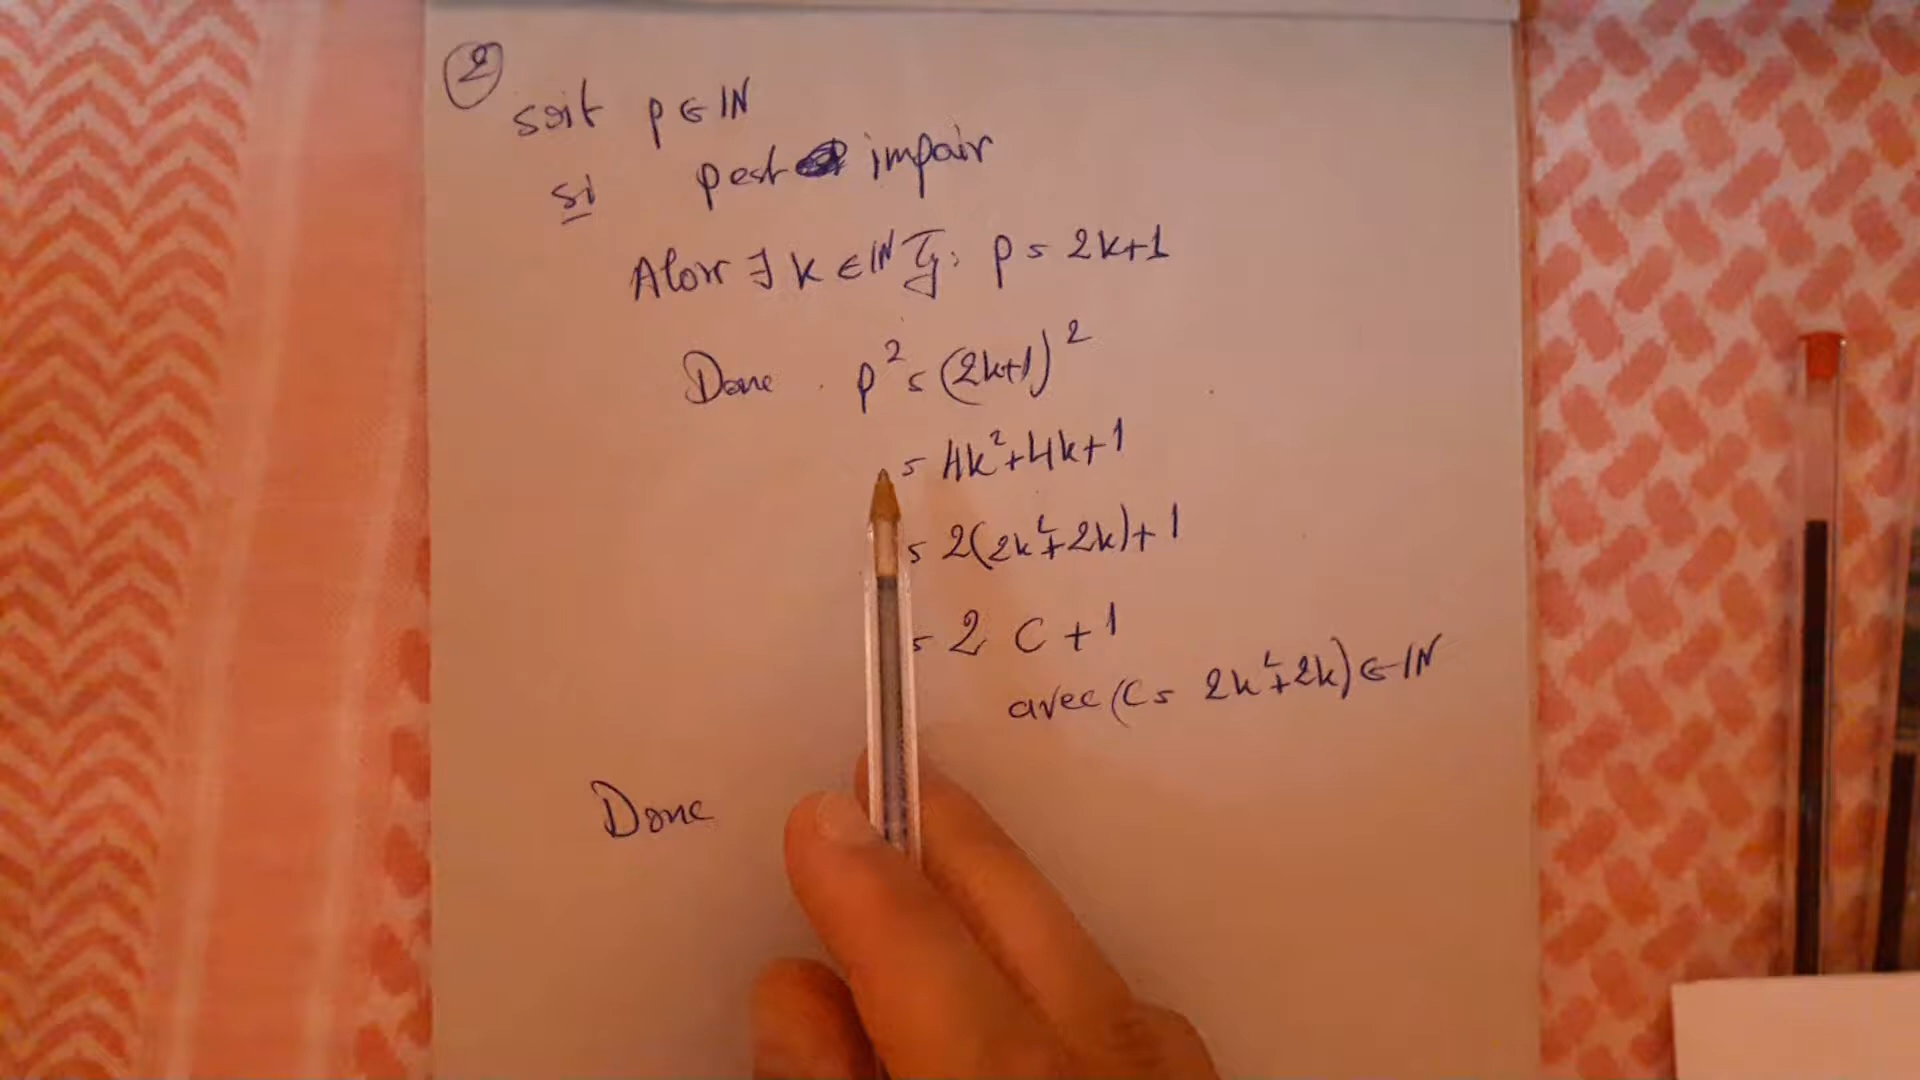 ②
soit p ∈ IN
si p est impair
Alors ∃ k ∈ IN Tq: p = 2k+1
Donc p² = (2k+1)²
= 4k²+4k+1
= 2(2k²+2k)+1
= 2 C + 1
avec (C = 2k²+2k) ∈ IN
Donc